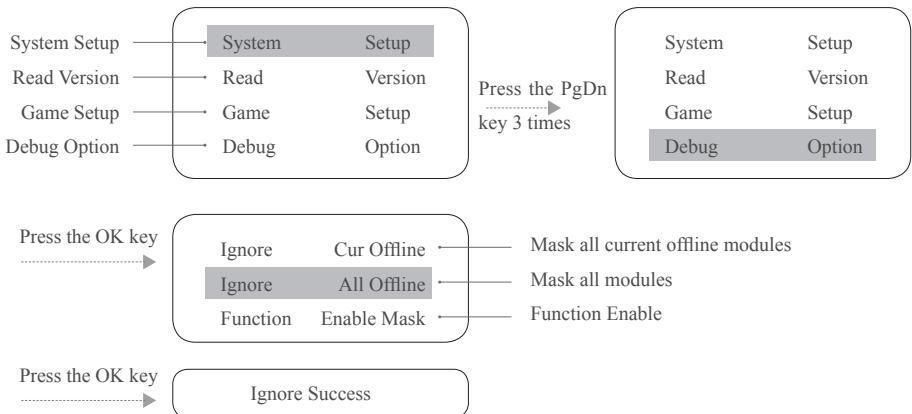 System Setup
Read Version
Game Setup
Debug Option
System Setup
Read Version
Game Setup
Debug Option
Press the PgDn
key 3 times
System Setup
Read Version
Game Setup
Debug Option
Press the OK key
Ignore Cur Offline
Ignore All Offline
Function Enable Mask
Mask all current offline modules
Mask all modules
Function Enable
Press the OK key
Ignore Success